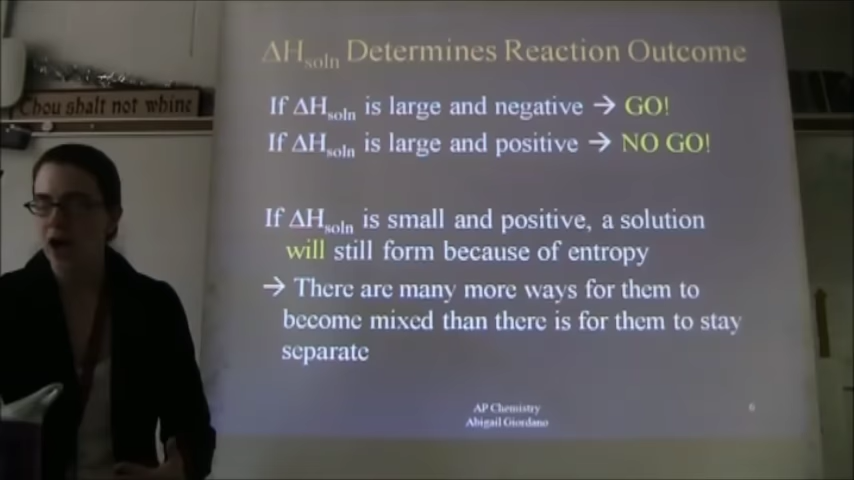 ΔHsoln Determines Reaction Outcome
Thou shalt not whine
If ΔHsoln is large and negative → GO!
If ΔHsoln is large and positive → NO GO!
If ΔHsoln is small and positive, a solution
will still form because of entropy
→ There are many more ways for them to
become mixed than there is for them to stay
separate
AP Chemistry
Abigail Giordano
6